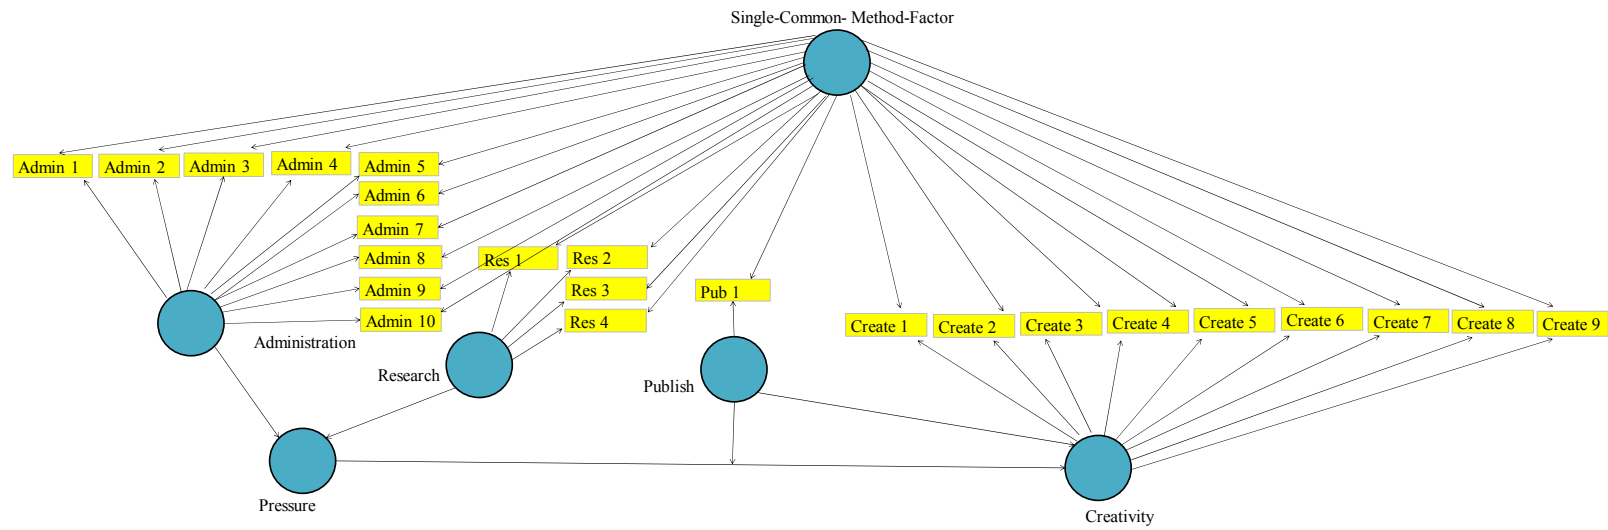 Single-Common- Method-Factor
Admin 1
Admin 2
Admin 3
Admin 4
Admin 5
Admin 6
Admin 7
Admin 8
Admin 9
Admin 10
Res 1
Res 2
Res 3
Res 4
Pub 1
Create 1
Create 2
Create 3
Create 4
Create 5
Create 6
Create 7
Create 8
Create 9
Administration
Research
Publish
Pressure
Creativity